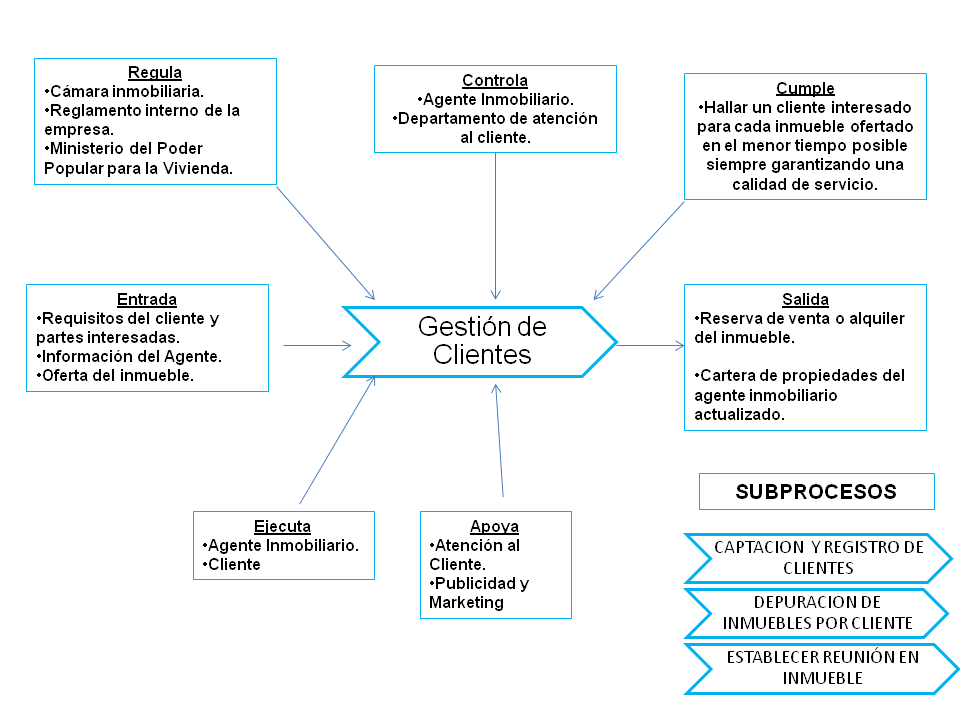 Regula
•Cámara inmobiliaria.
•Reglamento interno de la
empresa.
•Ministerio del Poder
Popular para la Vivienda.
Controla
•Agente Inmobiliario.
•Departamento de atención
al cliente.
Cumple
•Hallar un cliente interesado
para cada inmueble ofertado
en el menor tiempo posible
siempre garantizando una
calidad de servicio.
Entrada
•Requisitos del cliente y
partes interesadas.
•Información del Agente.
•Oferta del inmueble.
Gestión de
Clientes
Salida
•Reserva de venta o alquiler
del inmueble.
•Cartera de propiedades del
agente inmobiliario
actualizado.
Ejecuta
•Agente Inmobiliario.
•Cliente
Apoya
•Atención al
Cliente.
•Publicidad y
Marketing
SUBPROCESOS
CAPTACION Y REGISTRO DE
CLIENTES
DEPURACION DE
INMUEBLES POR CLIENTE
ESTABLECER REUNIÓN EN
INMUEBLE